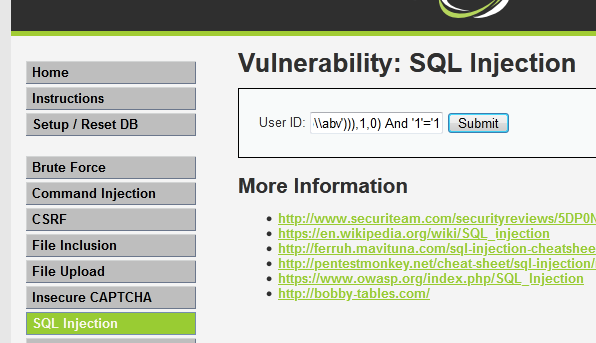 Home
Instructions
Setup / Reset DB
Brute Force
Command Injection
CSRF
File Inclusion
File Upload
Insecure CAPTCHA
SQL Injection
Vulnerability: SQL Injection
User ID: \\abv'))),1,0) And '1'='1 Submit
More Information
http://www.securiteam.com/securityreviews/5DP0N
https://en.wikipedia.org/wiki/SQL_injection
http://ferruh.mavituna.com/sql-injection-cheatshee
http://pentestmonkey.net/cheat-sheet/sql-injection/
https://www.owasp.org/index.php/SQL_Injection
http://bobby-tables.com/